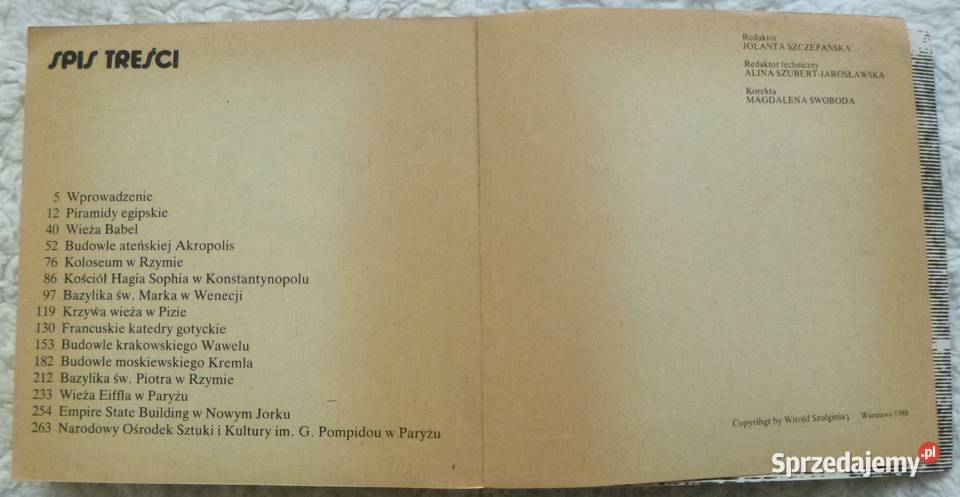 SPIS TREŚCI
5 Wprowadzenie
12 Piramidy egipskie
40 Wieża Babel
52 Budowle ateńskiej Akropolis
76 Koloseum w Rzymie
86 Kościół Hagia Sophia w Konstantynopolu
97 Bazylika św. Marka w Wenecji
119 Krzywa wieża w Pizie
130 Francuskie katedry gotyckie
153 Budowle krakowskiego Wawelu
182 Budowle moskiewskiego Kremla
212 Bazylika św. Piotra w Rzymie
233 Wieża Eiffla w Paryżu
254 Empire State Building w Nowym Jorku
263 Narodowy Ośrodek Sztuki i Kultury im. G. Pompidou w Paryżu
Redaktor
JOLANTA SZCZEPAŃSKA
Redaktor techniczny
ALINA SZUBERT-JAROSŁAWSKA
Korekta
MAGDALENA SWOBODA
Copyrihgt by Witold Szolginia, Warszawa
Sprzedajemy.pl